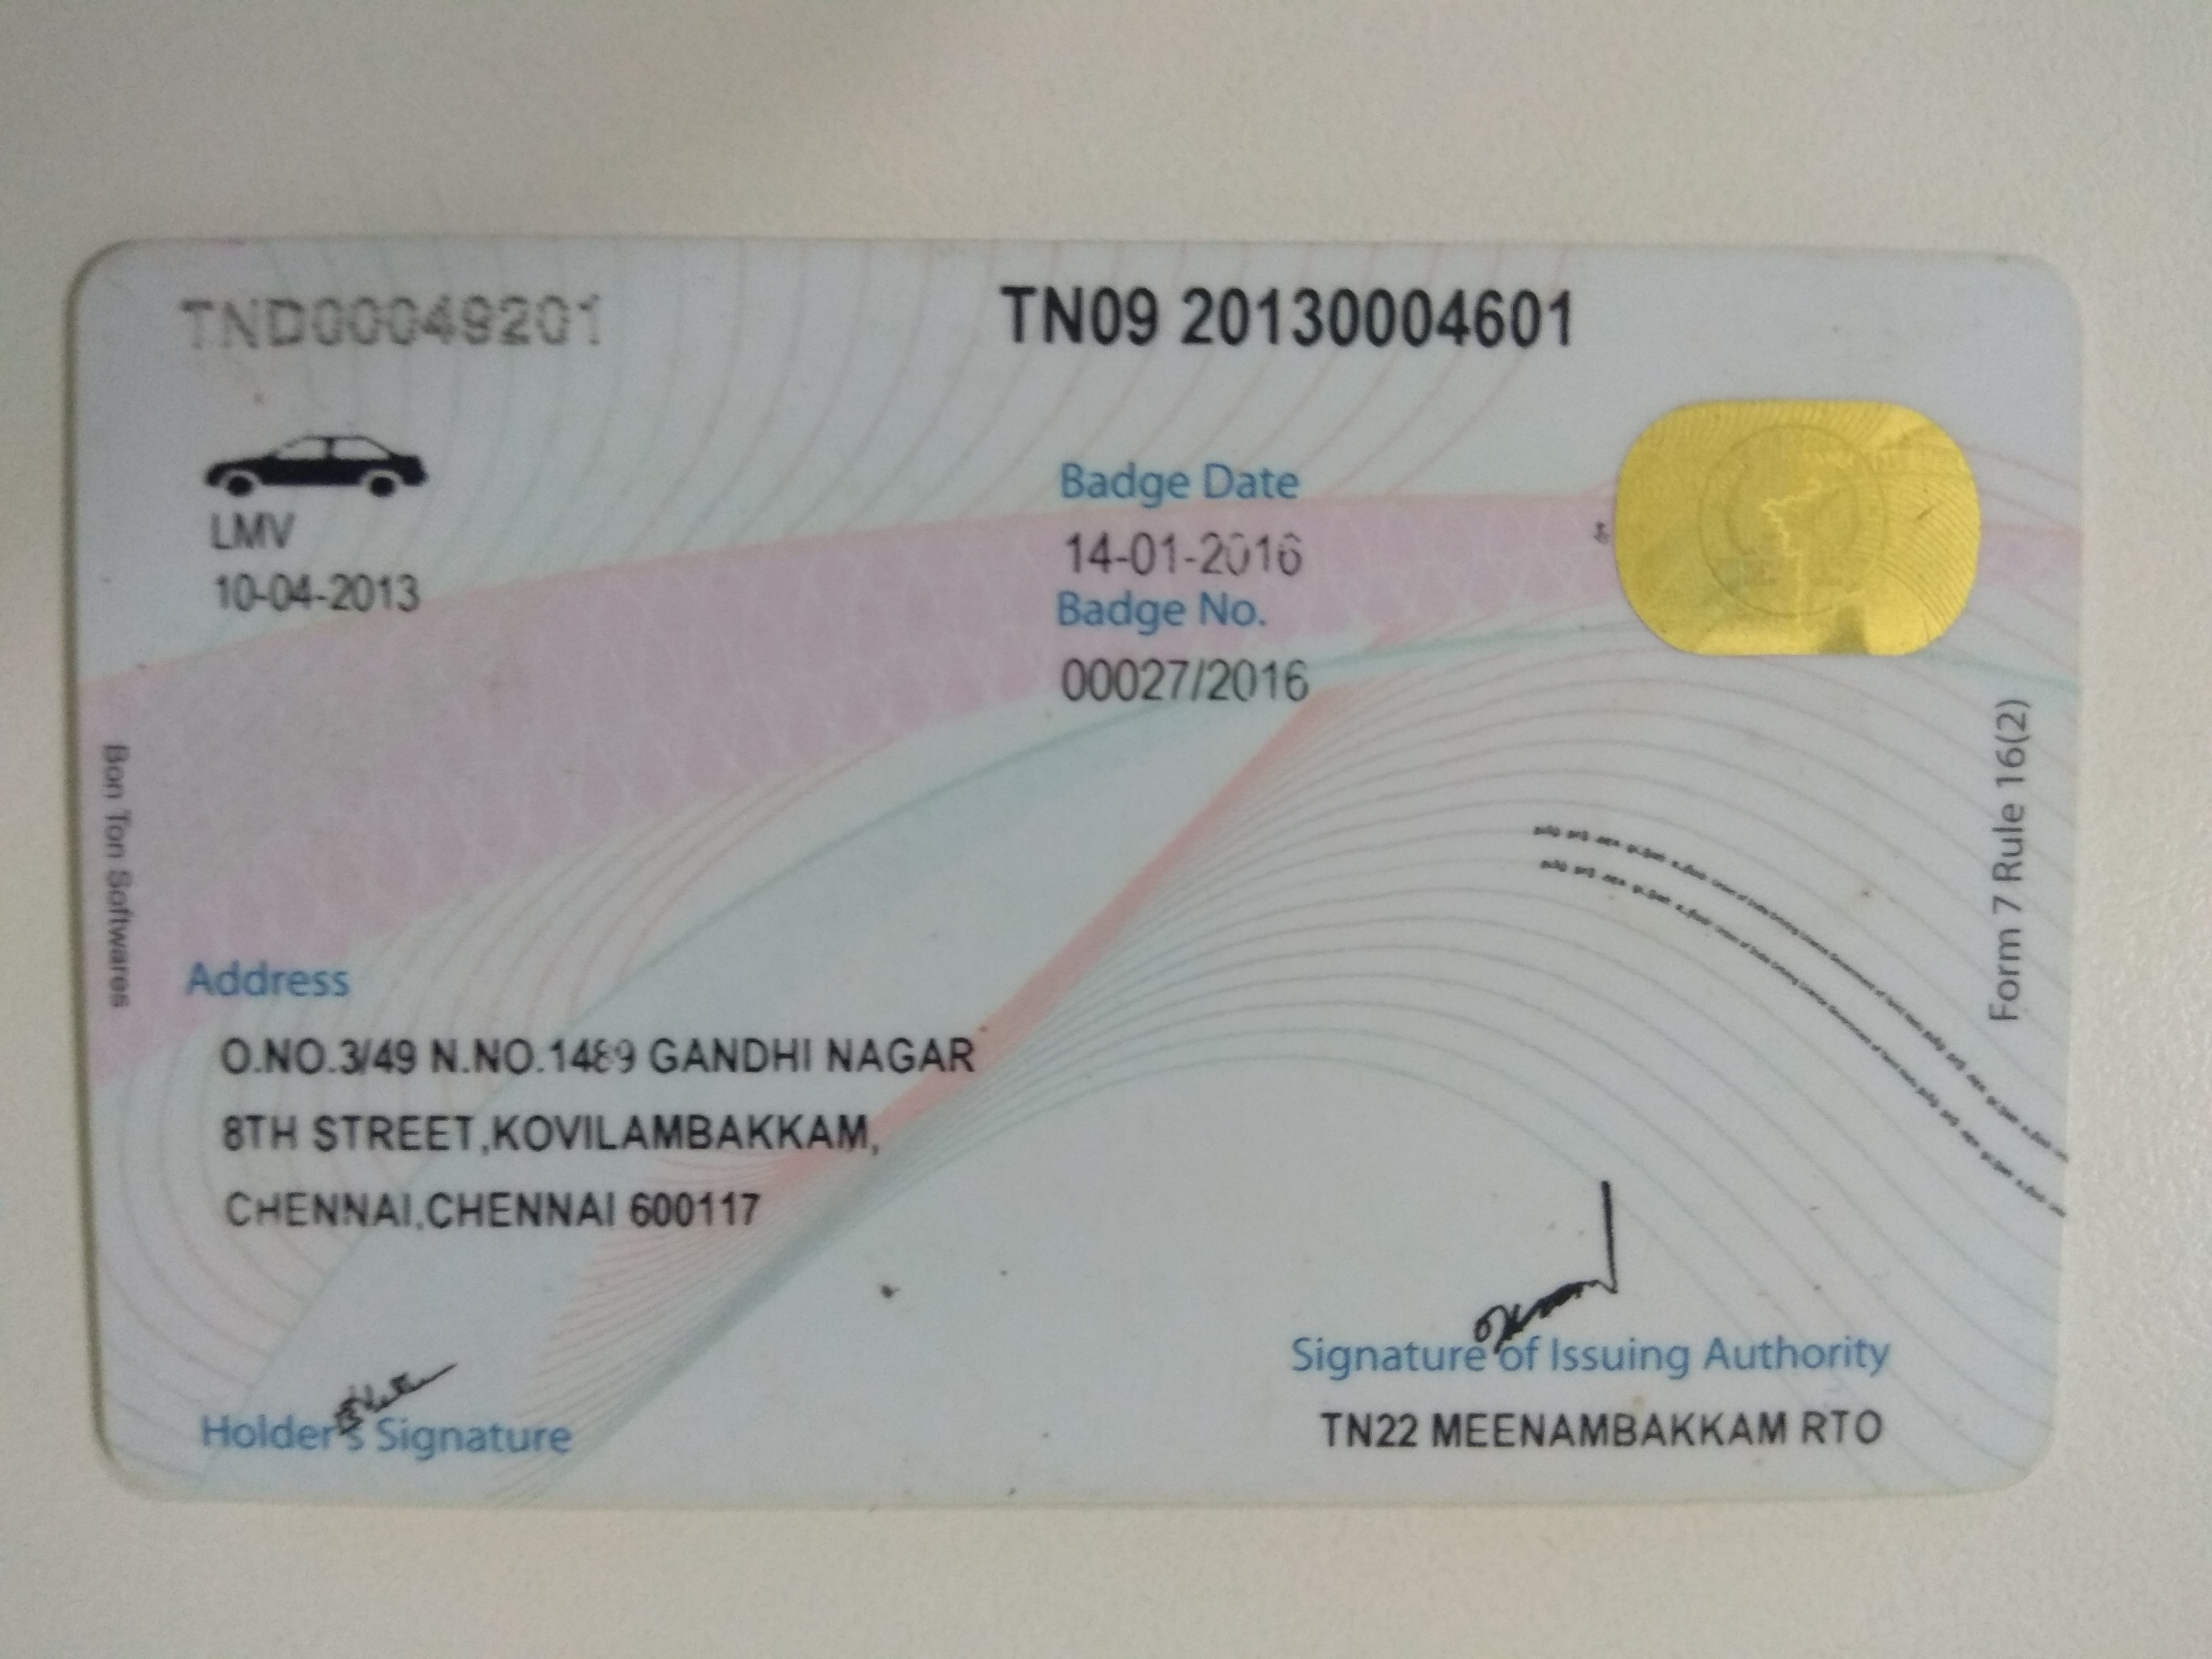 TND00049201
TN09 20130004601
LMV
10-04-2013
Badge Date
14-01-2016
Badge No.
00027/2016
Bon Ton Softwares
Form 7 Rule 16(2)
Address
O.NO.3/49 N.NO.1489 GANDHI NAGAR
8TH STREET,KOVILAMBAKKAM,
CHENNAI,CHENNAI 600117
Holder's Signature
Signature of Issuing Authority
TN22 MEENAMBAKKAM RTO